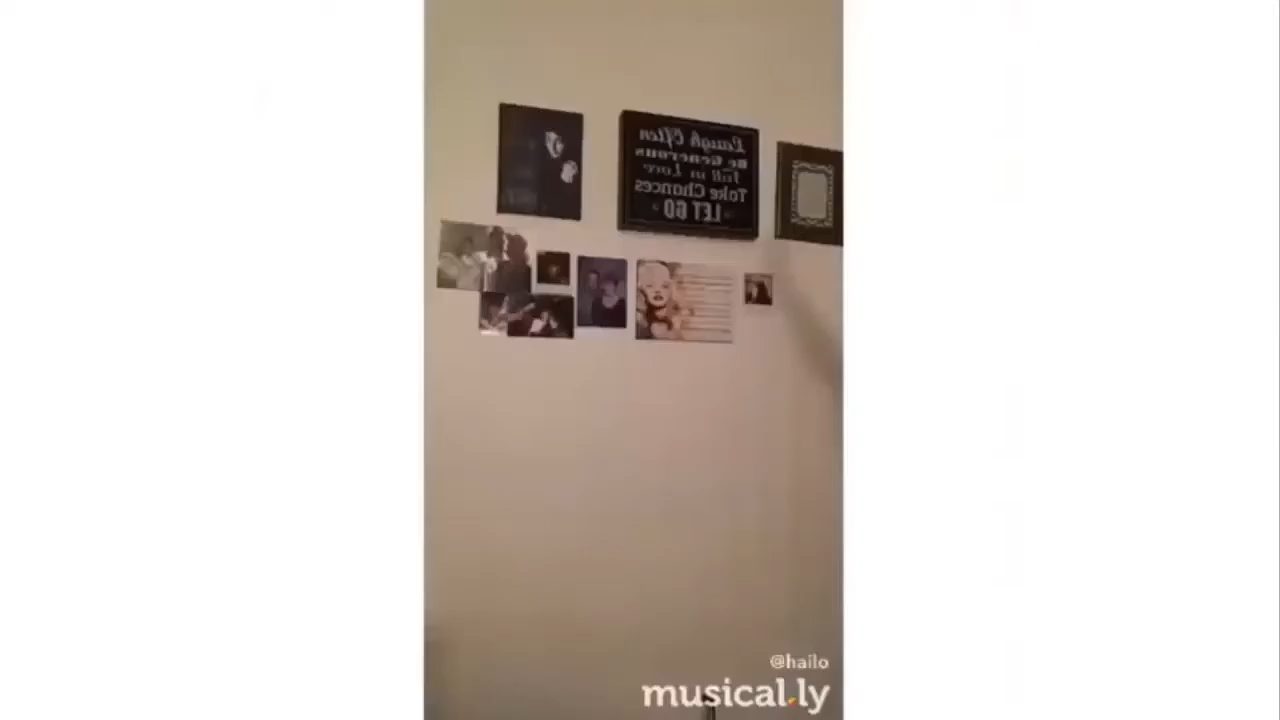 Laugh Often
Be Generous
Fall in Love
Take Chances
LET GO
@hailo
musical.ly